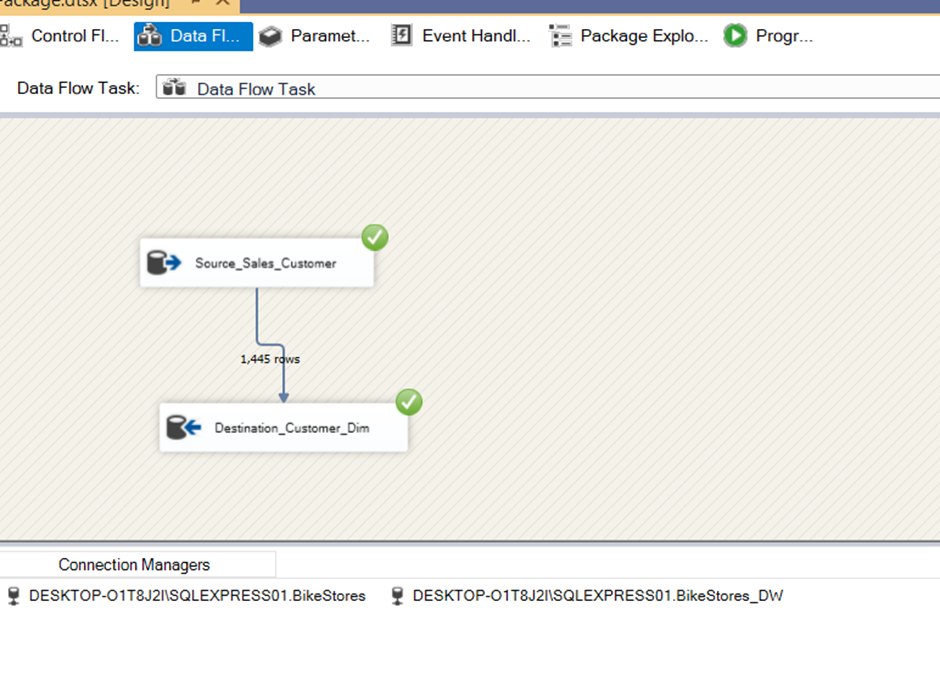 Package.dtsx [Design]
Control Fl... Data Fl... Paramet... Event Handl... Package Explo... Progr...
Data Flow Task: Data Flow Task
Source_Sales_Customer
1,445 rows
Destination_Customer_Dim
Connection Managers
DESKTOP-O1T8J2I\SQLEXPRESS01.BikeStores DESKTOP-O1T8J2I\SQLEXPRESS01.BikeStores_DW